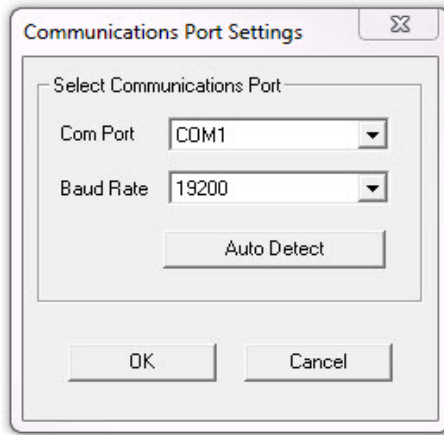 Communications Port Settings
Select Communications Port
Com Port COM1
Baud Rate 19200
Auto Detect
OK Cancel